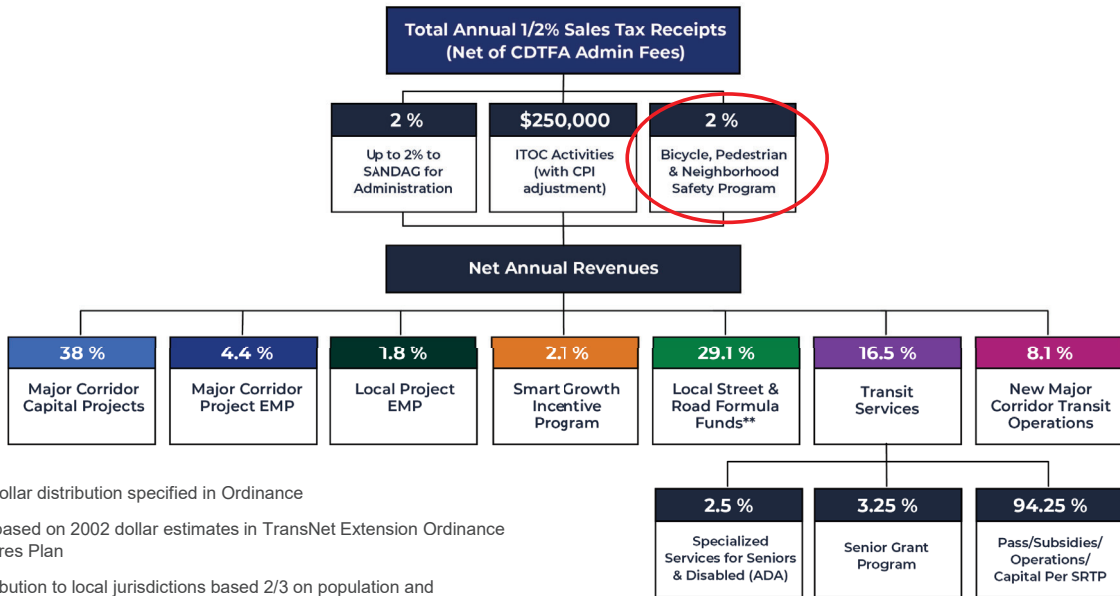 Total Annual 1/2% Sales Tax Receipts
(Net of CDTFA Admin Fees)
2 %
Up to 2% to
SANDAG for
Administration
$250,000
ITOC Activities
(with CPI
adjustment)
2 %
Bicycle, Pedestrian
& Neighborhood
Safety Program
Net Annual Revenues
38 %
Major Corridor
Capital Projects
4.4 %
Major Corridor
Project EMP
1.8 %
Local Project
EMP
2.1 %
Smart Growth
Incentive
Program
29.1 %
Local Street &
Road Formula
Funds**
16.5 %
Transit
Services
8.1 %
New Major
Corridor Transit
Operations
2.5 %
Specialized
Services for Seniors
& Disabled (ADA)
3.25 %
Senior Grant
Program
94.25 %
Pass/Subsidies/
Operations/
Capital Per SRTP
ollar distribution specified in Ordinance
based on 2002 dollar estimates in TransNet Extension Ordinance
res Plan
bution to local jurisdictions based 2/3 on population and